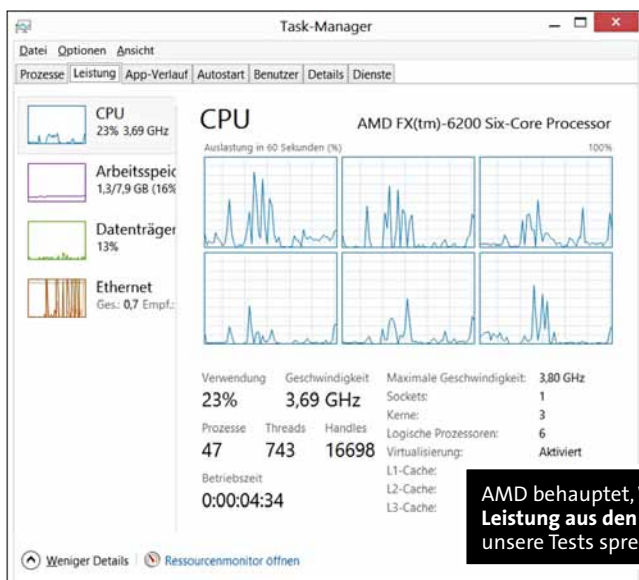 Task-Manager
Datei Optionen Ansicht
Prozesse Leistung App-Verlauf Autostart Benutzer Details Dienste
CPU
23% 3,69 GHz
Arbeitsspeic
1,3/7,9 GB (16%
Datenträger
13%
Ethernet
Ges.: 0,7 Empf.:
CPU AMD FX(tm)-6200 Six-Core Processor
Auslastung in 60 Sekunden (%) 100%
Verwendung Geschwindigkeit
23% 3,69 GHz
Prozesse Threads Handles
47 743 16698
Betriebszeit
0:00:04:34
Maximale Geschwindigkeit: 3,80 GHz
Sockets: 1
Kerne: 3
Logische Prozessoren: 6
Virtualisierung: Aktiviert
L1-Cache:
L2-Cache:
L3-Cache:
AMD behauptet,
Leistung aus den
unsere Tests spre
Weniger Details Ressourcenmonitor öffnen